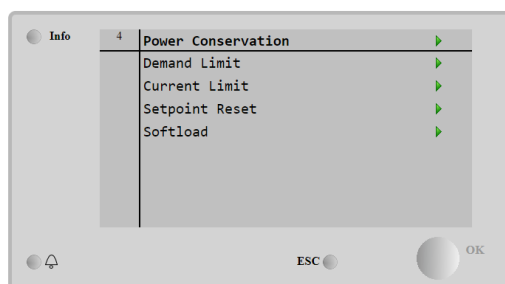 Info
4 Power Conservation
Demand Limit
Current Limit
Setpoint Reset
Softload
ESC
OK